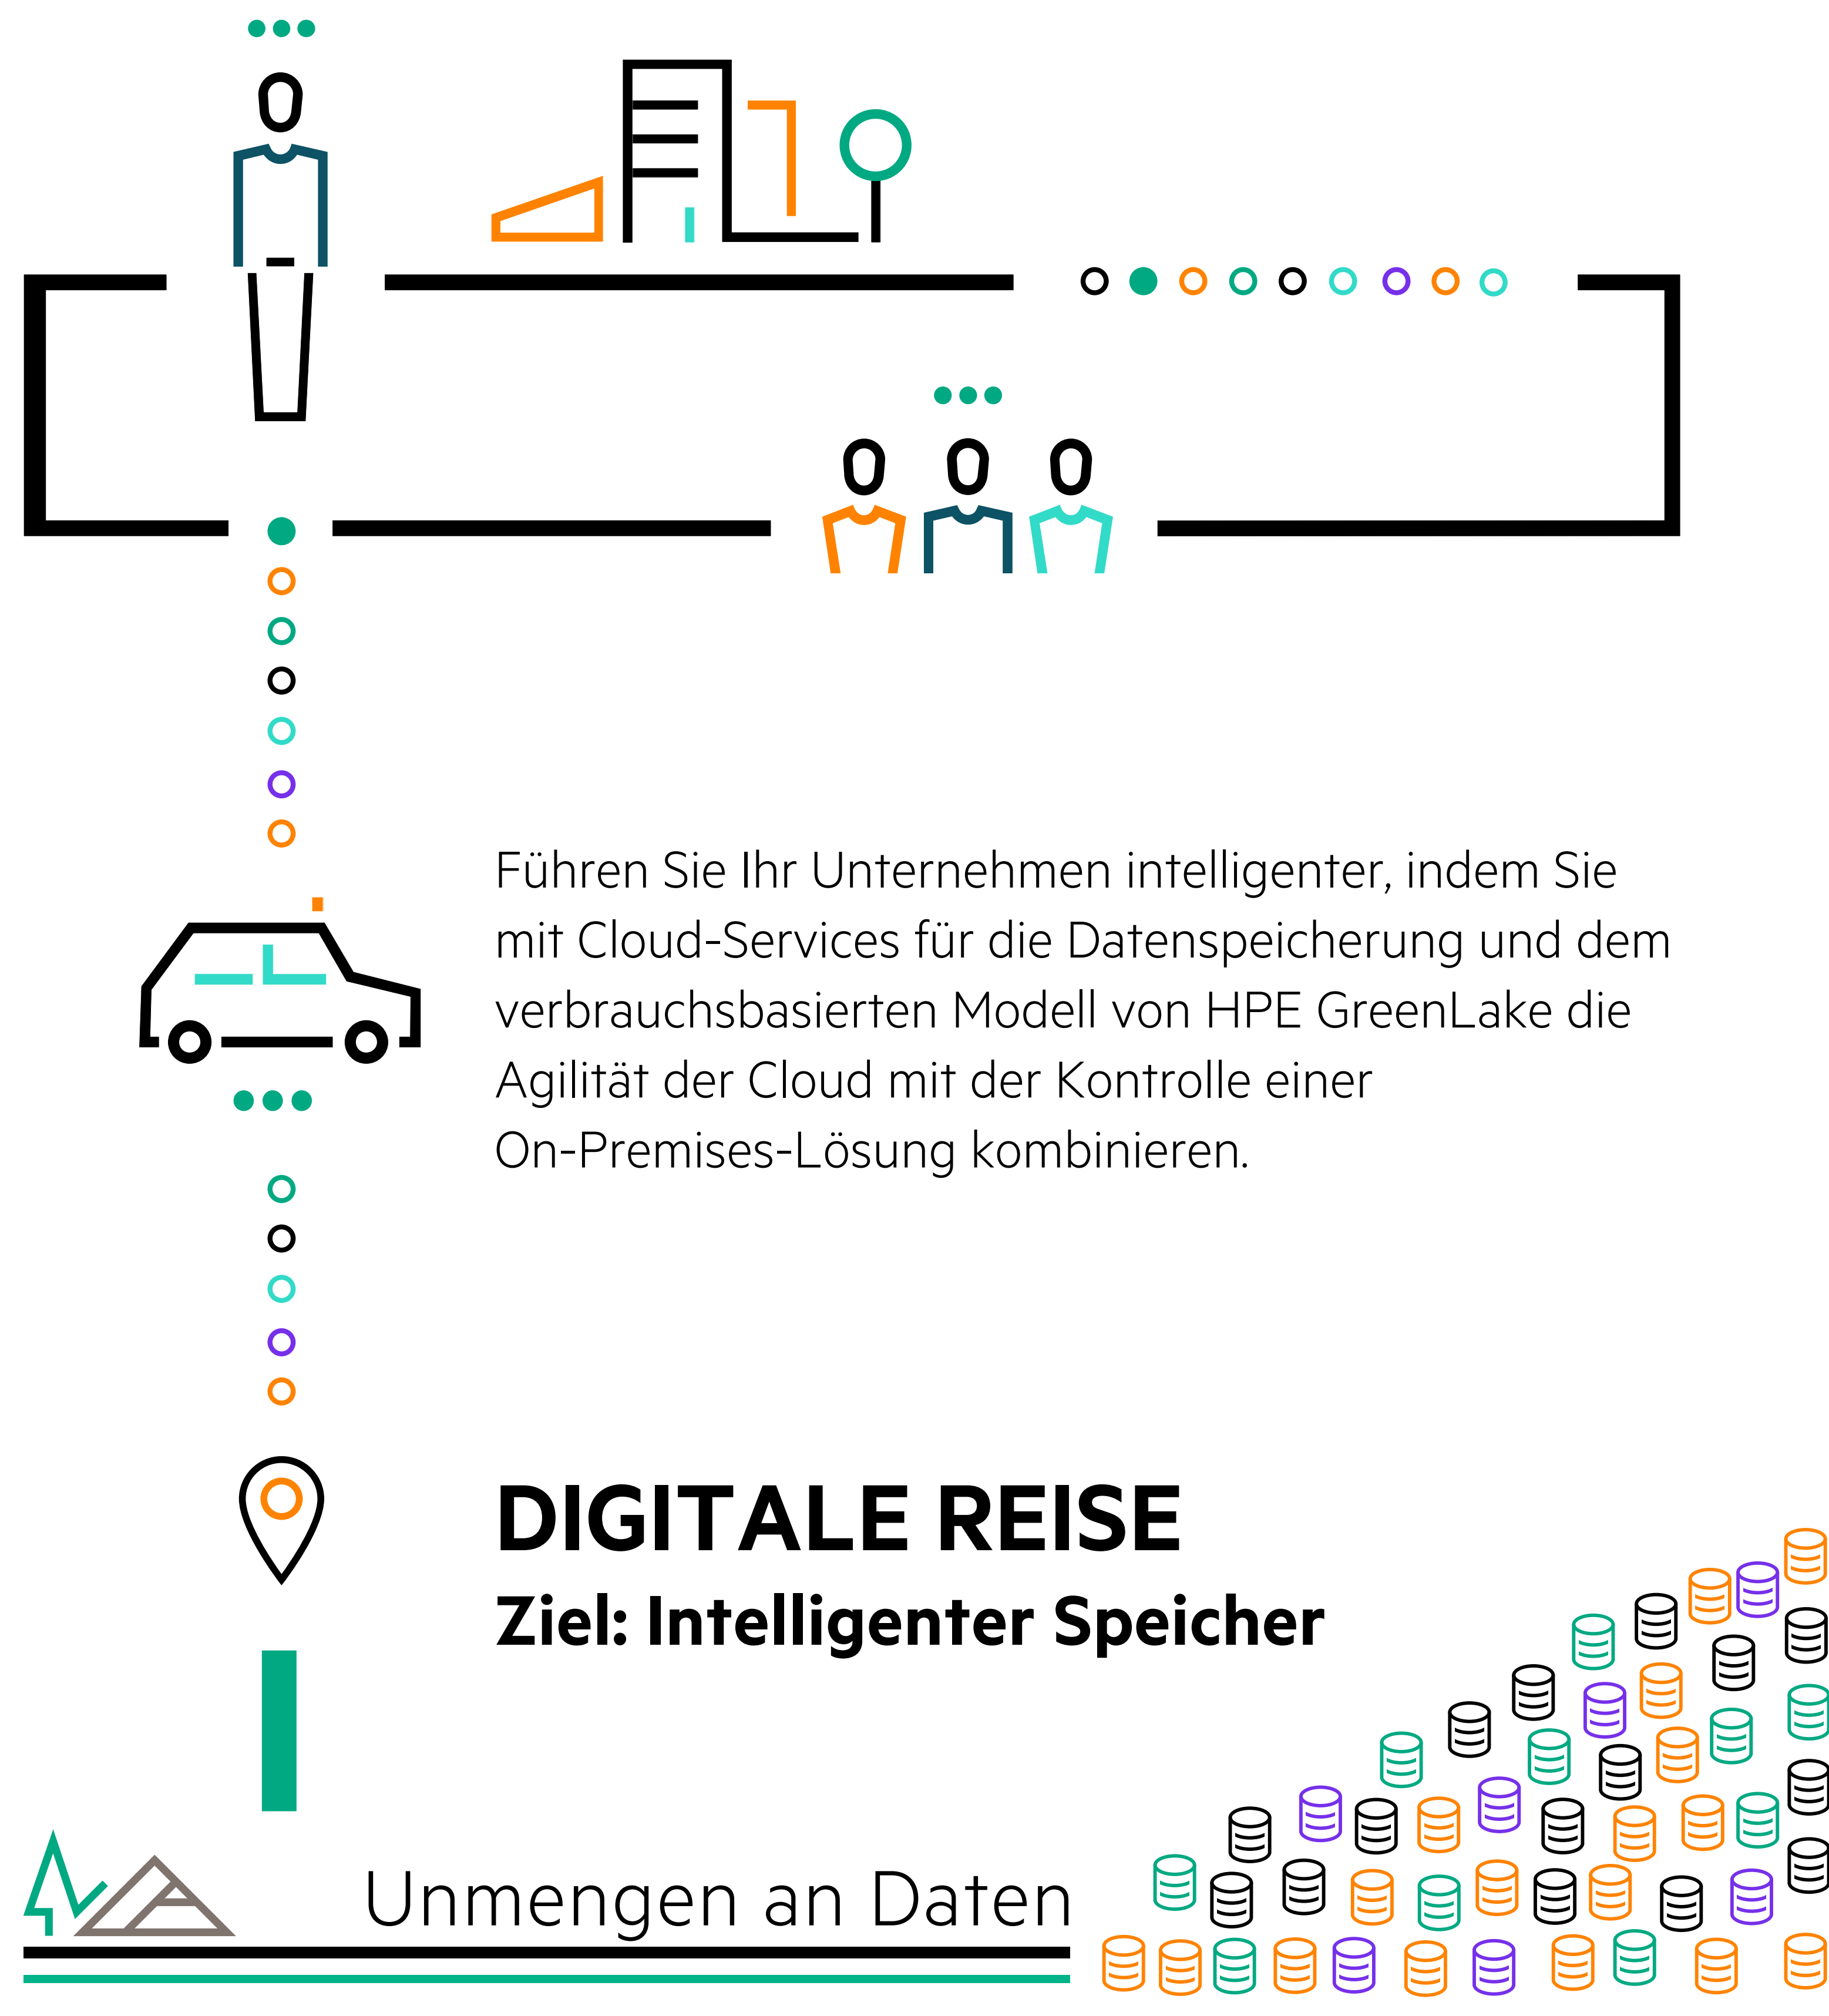 Führen Sie Ihr Unternehmen intelligenter, indem Sie
mit Cloud-Services für die Datenspeicherung und dem
verbrauchsbasierten Modell von HPE GreenLake die
Agilität der Cloud mit der Kontrolle einer
On-Premises-Lösung kombinieren.
DIGITALE REISE
Ziel: Intelligenter Speicher
Unmengen an Daten